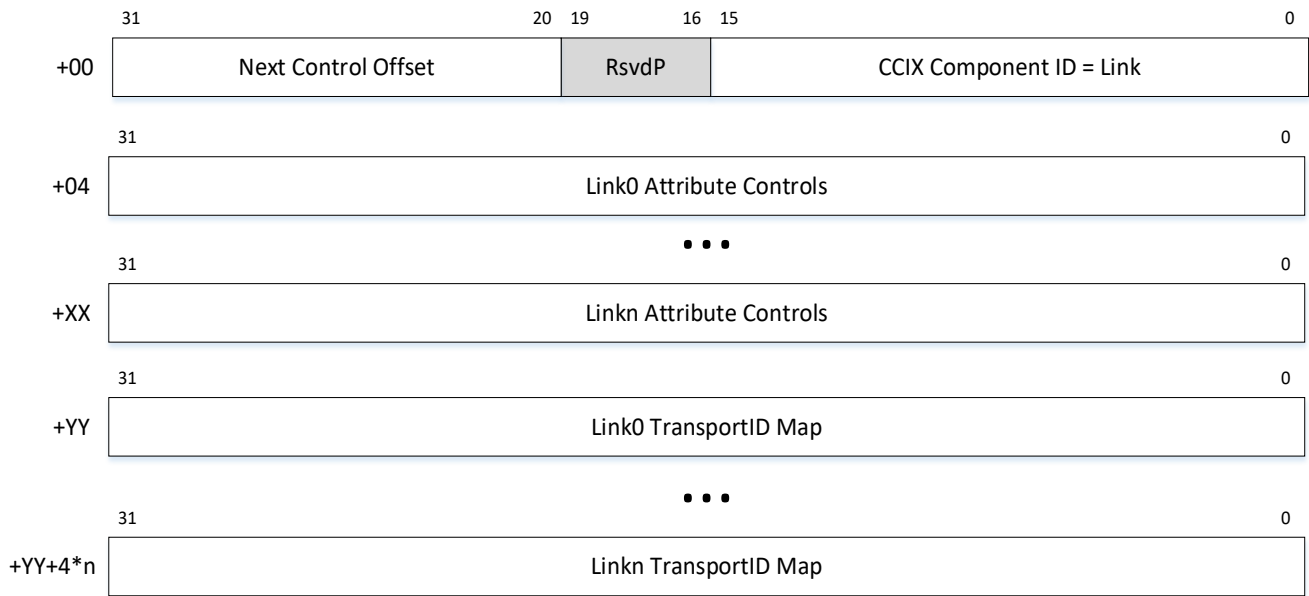 31 20 19 16 15 0
+00 Next Control Offset RsvdP CCIX Component ID = Link
31 0
+04 Link0 Attribute Controls
...
31 0
+XX Linkn Attribute Controls
31 0
+YY Link0 TransportID Map
...
31 0
+YY+4*n Linkn TransportID Map